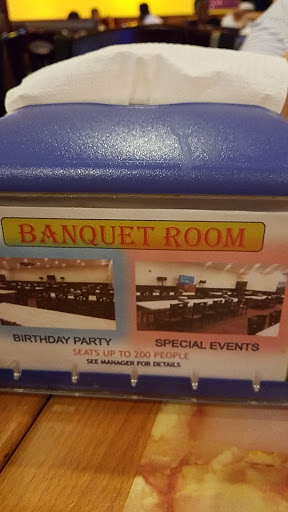 BANQUET ROOM
BIRTHDAY PARTY SPECIAL EVENTS
SEATS UP TO 200 PEOPLE
SEE MANAGER FOR DETAILS